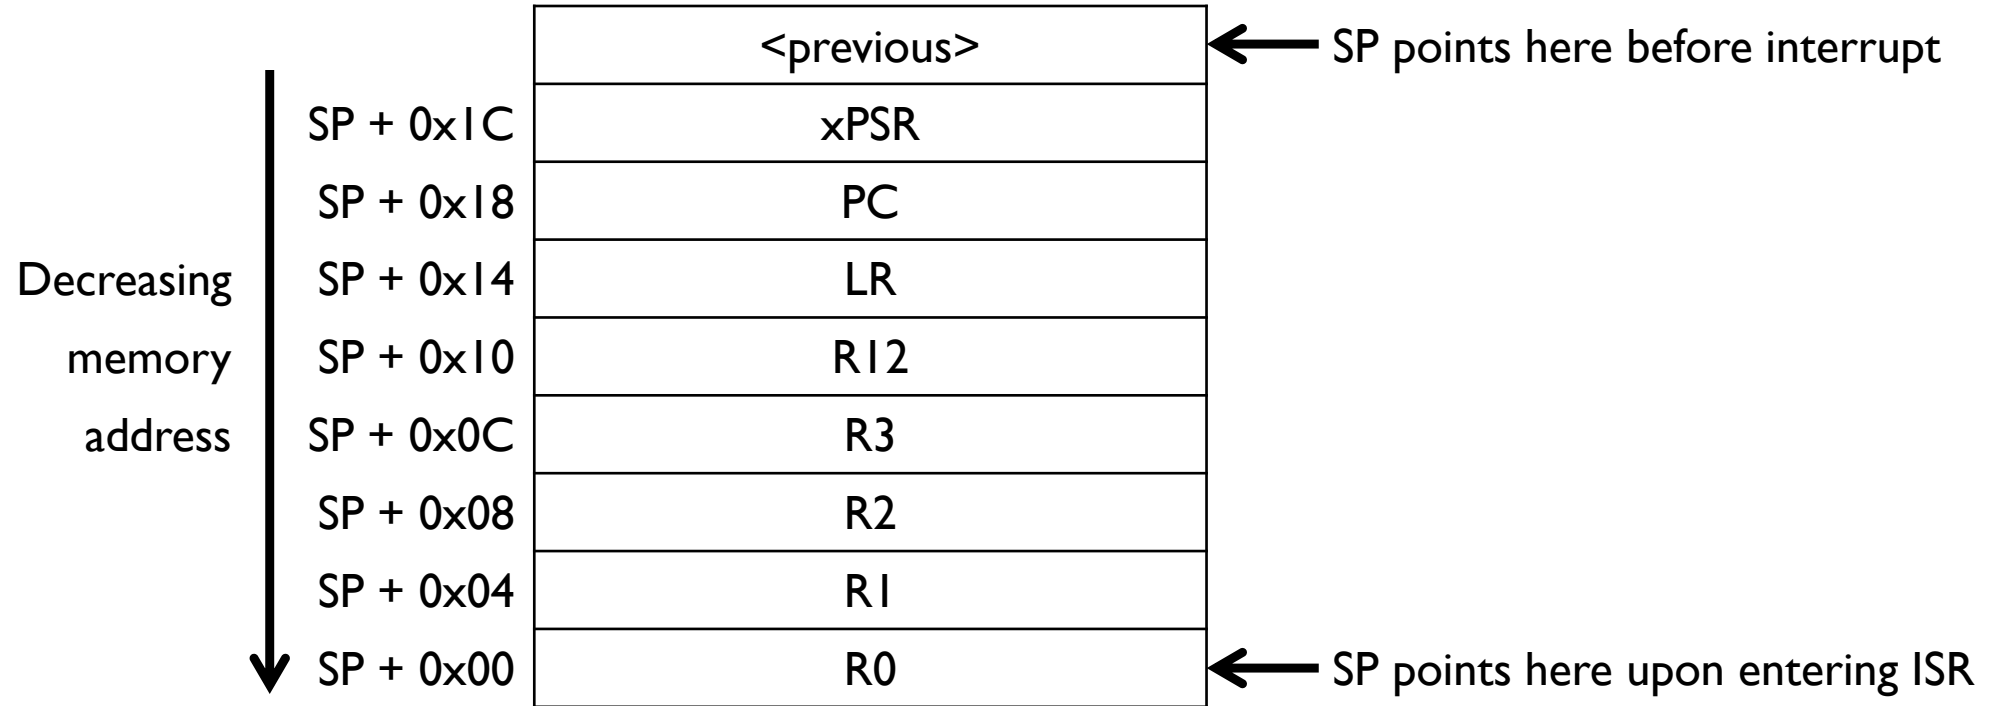 <previous> SP points here before interrupt
SP + 0x1C xPSR
SP + 0x18 PC
Decreasing SP + 0x14 LR
memory SP + 0x10 R12
address SP + 0x0C R3
SP + 0x08 R2
SP + 0x04 R1
SP + 0x00 R0 SP points here upon entering ISR